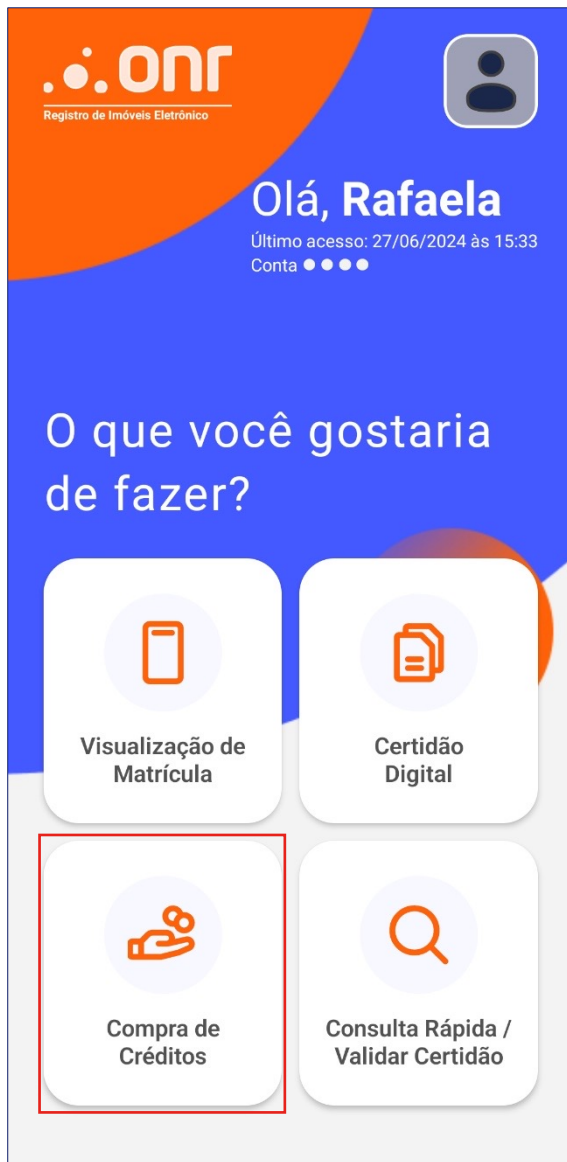 onr
Registro de Imóveis Eletrônico
Olá, Rafaela
Último acesso: 27/06/2024 às 15:33
Conta ● ● ● ●
O que você gostaria
de fazer?
Visualização de
Matrícula
Certidão
Digital
Compra de
Créditos
Consulta Rápida /
Validar Certidão